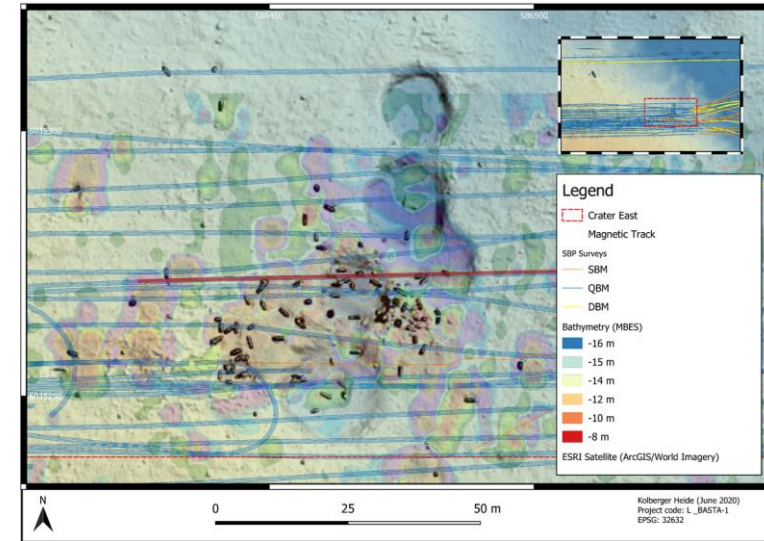 586450
586500
6035300
6035250
Legend
Crater East
Magnetic Track
SBP Surveys
SBM
QBM
DBM
Bathymetry (MBES)
-16 m
-15 m
-14 m
-12 m
-10 m
-8 m
ESRI Satellite (ArcGIS/World Imagery)
N
0 25 50 m
Kolberger Heide (June 2020)
Project code: L _BASTA-1
EPSG: 32632